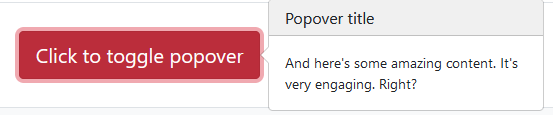 Click to toggle popover
Popover title
And here's some amazing content. It's
very engaging. Right?